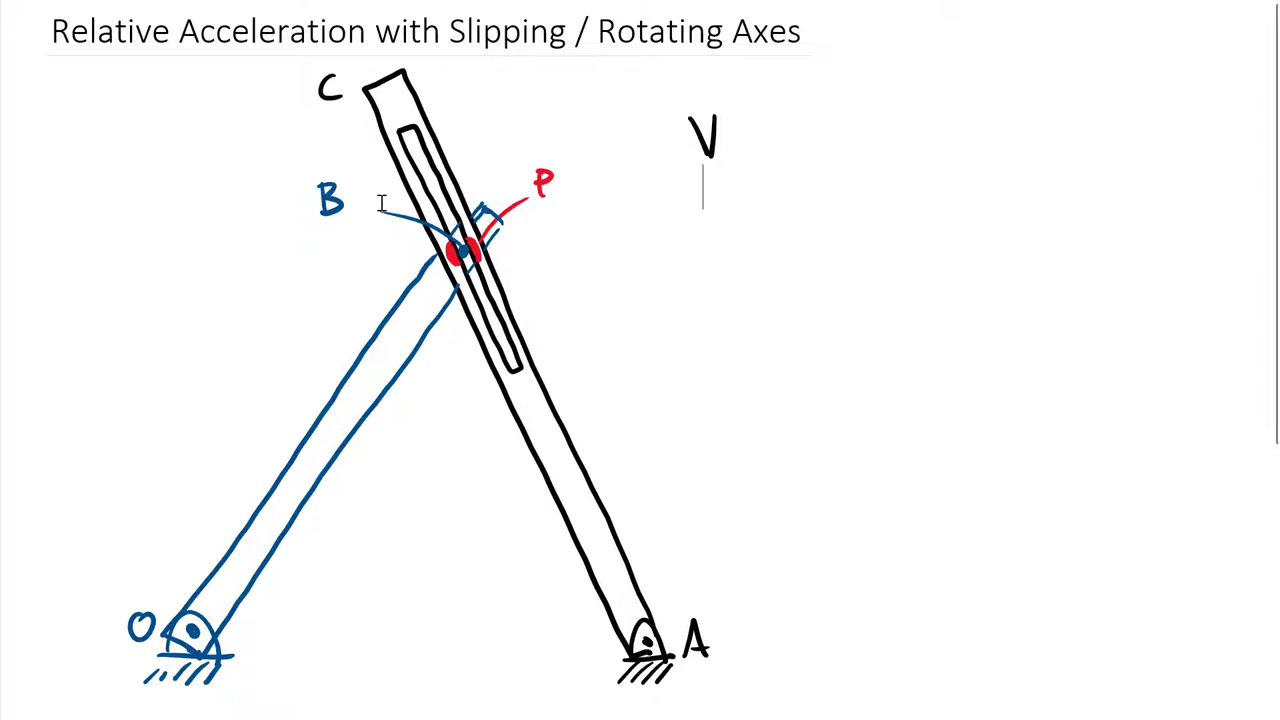 Relative Acceleration with Slipping / Rotating Axes
C
V
P
B
O
A